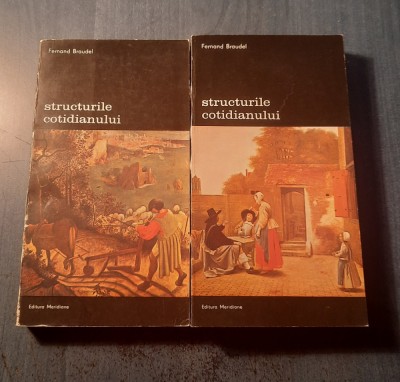 Fernand Braudel
structurile
cotidianului
Editura Meridiane
Fernand Braudel
structurile
cotidianului
Editura Meridiane